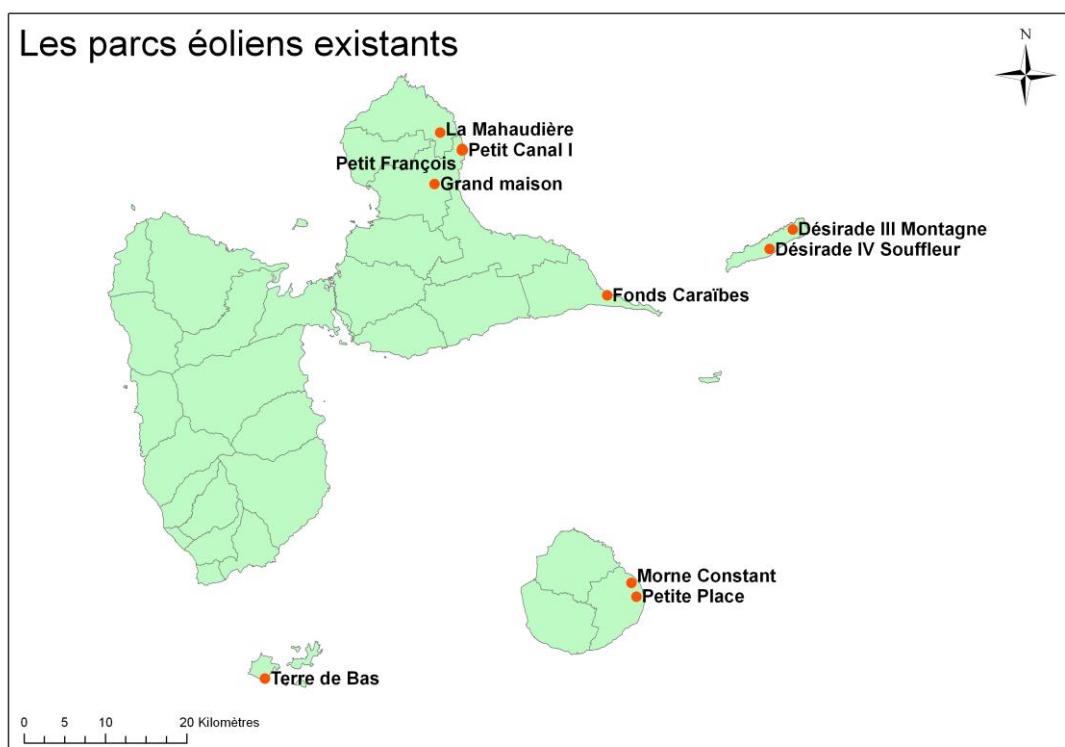 Les parcs éoliens existants
N
La Mahaudière
Petit Canal I
Petit François
Grand maison
Désirade III Montagne
Désirade IV Souffleur
Fonds Caraïbes
Morne Constant
Petite Place
Terre de Bas
0 5 10 20 Kilomètres